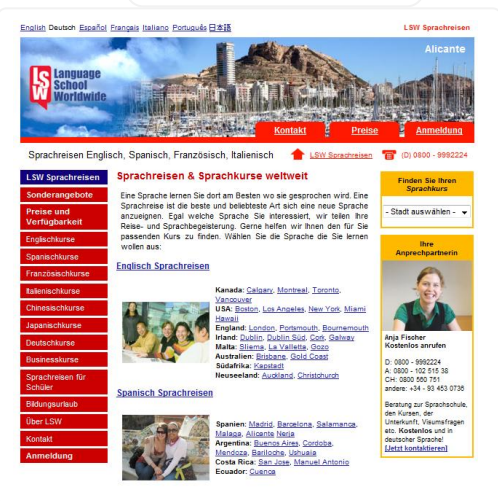 English Deutsch Español Français Italiano Português 日本語
LSW Sprachreisen
Alicante
LSW
Language
School
Worldwide
Kontakt
Preise
Anmeldung
Sprachreisen Englisch, Spanisch, Französisch, Italienisch
LSW Sprachreisen
(D) 0800 - 9992224
LSW Sprachreisen
Sonderangebote
Preise und
Verfügbarkeit
Englischkurse
Spanischkurse
Französischkurse
Italienischkurse
Chinesischkurse
Japanischkurse
Deutschkurse
Businesskurse
Sprachreisen für
Schüler
Bildungsurlaub
Über LSW
Kontakt
Anmeldung
Sprachreisen & Sprachkurse weltweit
Eine Sprache lernen Sie dort am Besten wo sie gesprochen wird. Eine
Sprachreise ist die beste und beliebteste Art sich eine neue Sprache
anzueignen. Egal welche Sprache Sie interessiert, wir teilen Ihre
Reise- und Sprachbegeisterung. Gerne helfen wir Ihnen den für Sie
passenden Kurs zu finden. Wählen Sie die Sprache die Sie lernen
wollen aus:
Englisch Sprachreisen
Kanada: Calgary, Montreal, Toronto,
Vancouver
USA: Boston, Los Angeles, New York, Miami
Hawaii
England: London, Portsmouth, Bournemouth
Irland: Dublin, Dublin Süd, Cork, Galway
Malta: Sliema, La Vallette, Gozo
Australien: Brisbane, Gold Coast
Südafrika: Kapstadt
Neuseeland: Auckland, Christchurch
Spanisch Sprachreisen
Spanien: Madrid, Barcelona, Salamanca,
Malaga, Alicante Nerja
Argentina: Buenos Aires, Cordoba,
Mendoza, Bariloche, Ushuaia
Costa Rica: San Jose, Manuel Antonio
Ecuador: Cuenca
Finden Sie Ihren
Sprachkurs
- Stadt auswählen -
Ihre
Anprechpartnerin
Anja Fischer
Kostenlos anrufen
D: 0800 - 9992224
A: 0800 - 102 515 38
CH: 0800 560 751
andere: +34 - 93 453 0736
Beratung zur Sprachschule,
den Kursen, der
Unterkunft, Visumsfragen
etc. Kostenlos und in
deutscher Sprache!
[Jetzt kontaktieren]